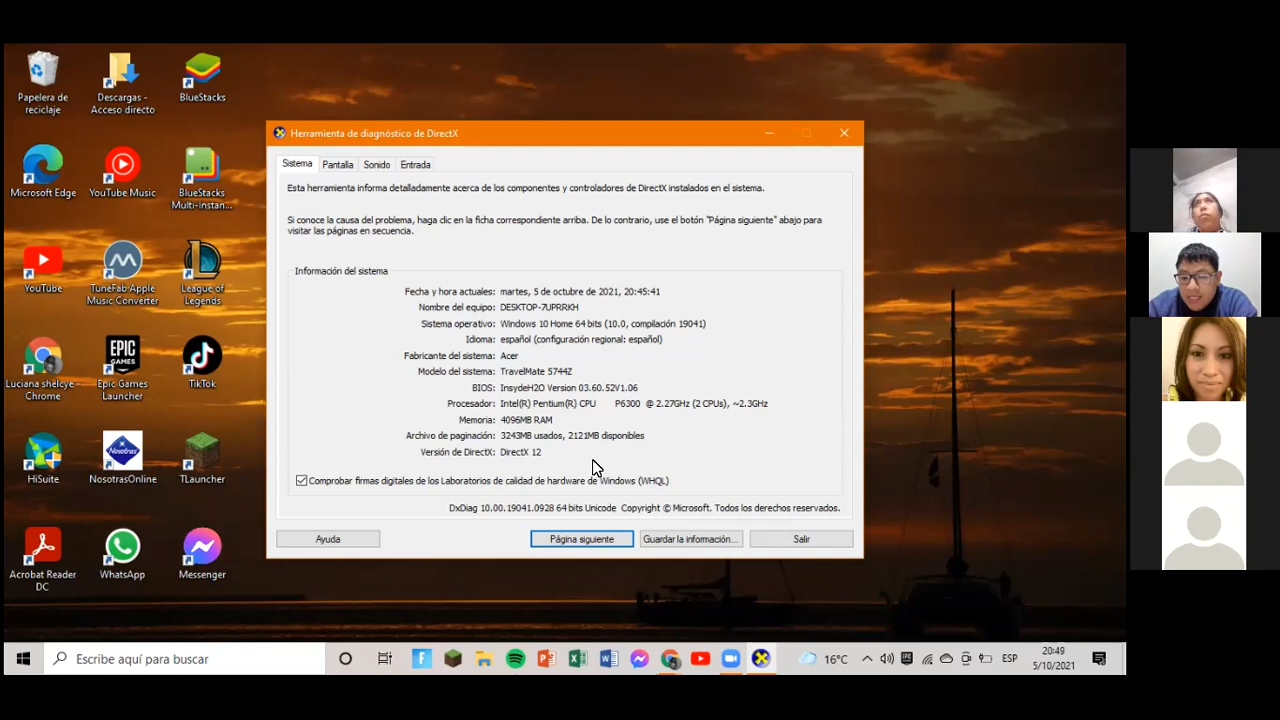 Papelera de
reciclaje
Descargas -
Acceso directo
BlueStacks
Microsoft Edge
YouTube Music
BlueStacks
Multi-Instan...
YouTube
TuneFab Apple
Music Converter
League of
Legends
Luciana shelcye -
Chrome
EPIC
GAMES
Epic Games
Launcher
TikTok
HiSuite
Nosotras
NosotrasOnline
TLauncher
Acrobat Reader
DC
WhatsApp
Messenger
Herramienta de diagnóstico de DirectX
Sistema Pantalla Sonido Entrada
Esta herramienta informa detalladamente acerca de los componentes y controladores de DirectX instalados en el sistema.
Si conoce la causa del problema, haga clic en la ficha correspondiente arriba. De lo contrario, use el botón "Página siguiente" abajo para
visitar las páginas en secuencia.
Información del sistema
Fecha y hora actuales: martes, 5 de octubre de 2021, 20:45:41
Nombre del equipo: DESKTOP-7UPRRKH
Sistema operativo: Windows 10 Home 64 bits (10.0, compilación 19041)
Idioma: español (configuración regional: español)
Fabricante del sistema: Acer
Modelo del sistema: TravelMate 5744Z
BIOS: InsydeH2O Version 03.60.52V1.06
Procesador: Intel(R) Pentium(R) CPU P6300 @ 2.27GHz (2 CPUs), ~2.3GHz
Memoria: 4096MB RAM
Archivo de paginación: 3243MB usados, 2121MB disponibles
Versión de DirectX: DirectX 12
Comprobar firmas digitales de los Laboratorios de calidad de hardware de Windows (WHQL)
DxDiag 10.00.19041.0928 64 bits Unicode Copyright © Microsoft. Todos los derechos reservados.
Ayuda Página siguiente Guardar la información... Salir
Escribe aquí para buscar
16°C
ESP
20:49
5/10/2021